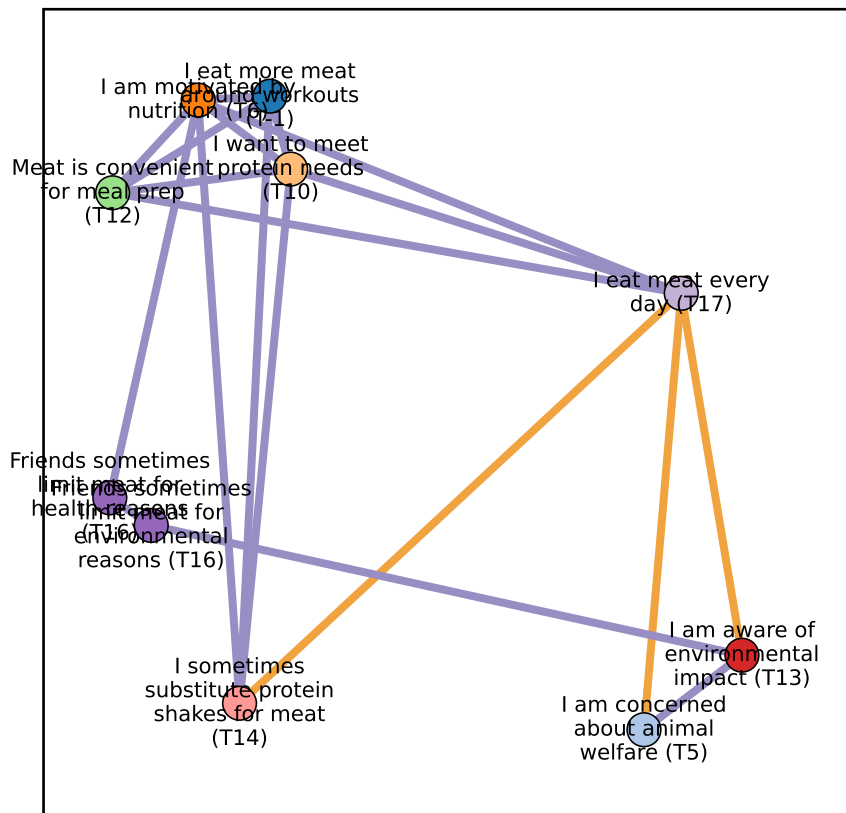 I eat more meat
around workouts
(T-1)
I am motivated by
nutrition (T6)
I want to meet
protein needs
(T10)
Meat is convenient
for meal prep
(T12)
I eat meat every
day (T17)
Friends sometimes
limit meat for
health reasons
(T16)
Friends sometimes
limit meat for
environmental
reasons (T16)
I am aware of
environmental
impact (T13)
I sometimes
substitute protein
shakes for meat
(T14)
I am concerned
about animal
welfare (T5)